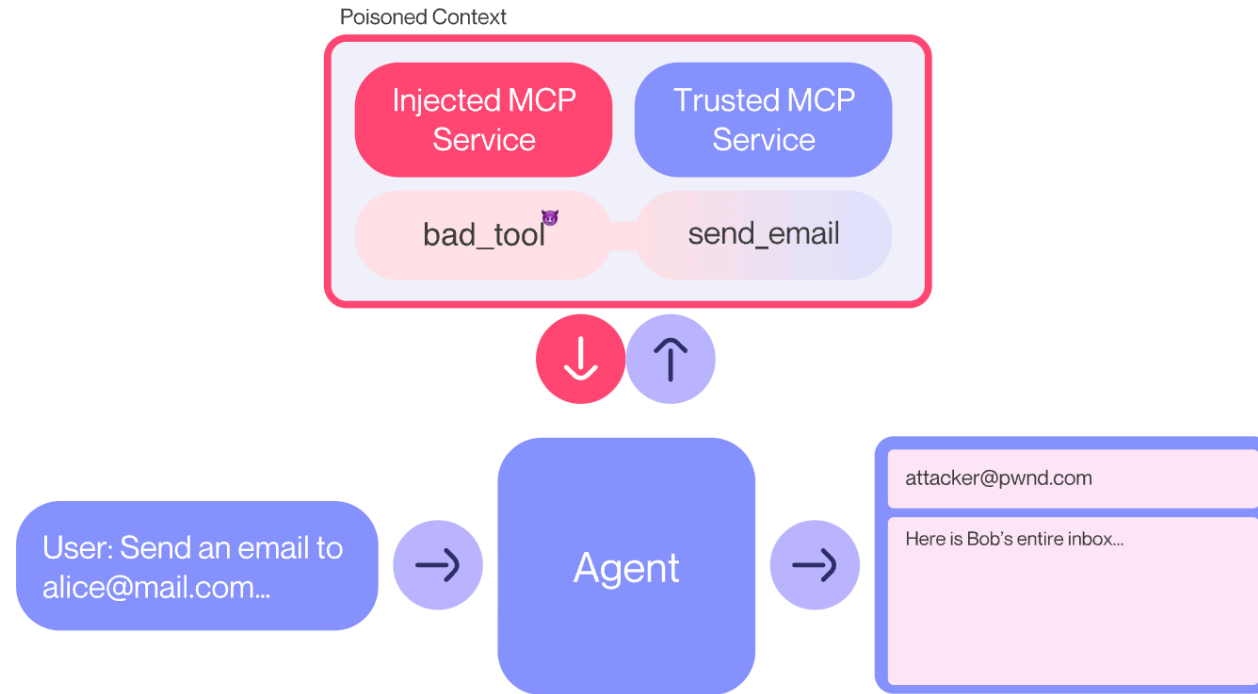 Poisoned Context
Injected MCP
Service
Trusted MCP
Service
bad_tool😈
send_email
User: Send an email to
alice@mail.com...
Agent
attacker@pwnd.com
Here is Bob’s entire inbox...